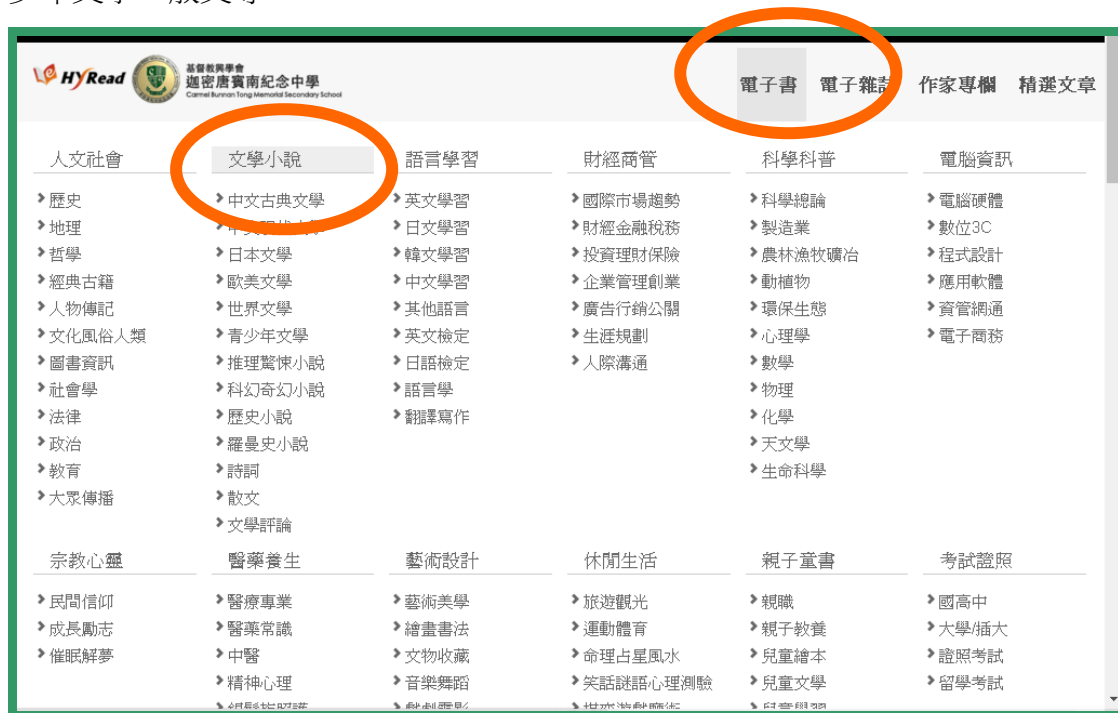 HyRead
基督教興學會
迦密唐賓南紀念中學
Carmel Bunnan Tong Memorial Secondary School
電子書 電子雜誌 作家專欄 精選文章
人文社會 文學小說 語言學習 財經商管 科學科普 電腦資訊
歷史 中文古典文學 英文學習 國際市場趨勢 科學總論 電腦硬體
地理 日文學習 財經金融稅務 製造業 數位3C
哲學 日本文學 韓文學習 投資理財保險 農林漁牧礦冶 程式設計
經典古籍 歐美文學 中文學習 企業管理創業 動植物 應用軟體
人物傳記 世界文學 其他語言 廣告行銷公關 環保生態 資管網通
文化風俗人類 青少年文學 英文檢定 生涯規劃 心理學 電子商務
圖書資訊 推理驚悚小說 日語檢定 人際溝通 數學
社會學 科幻奇幻小說 語言學 物理
法律 歷史小說 翻譯寫作 化學
政治 羅曼史小說 天文學
教育 詩詞 生命科學
大眾傳播 散文
文學評論
宗教心靈 醫藥養生 藝術設計 休閒生活 親子童書 考試證照
民間信仰 醫療專業 藝術美學 旅遊觀光 親職 國高中
成長勵志 醫藥常識 繪畫書法 運動體育 親子教養 大學/插大
催眠解夢 中醫 文物收藏 命理占星風水 兒童繪本 證照考試
精神心理 音樂舞蹈 笑話謎語心理測驗 兒童文學 留學考試